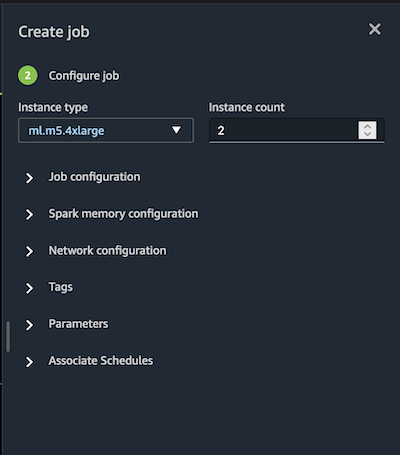 Create job
2 Configure job
Instance type Instance count
ml.m5.4xlarge 2
Job configuration
Spark memory configuration
Network configuration
Tags
Parameters
Associate Schedules